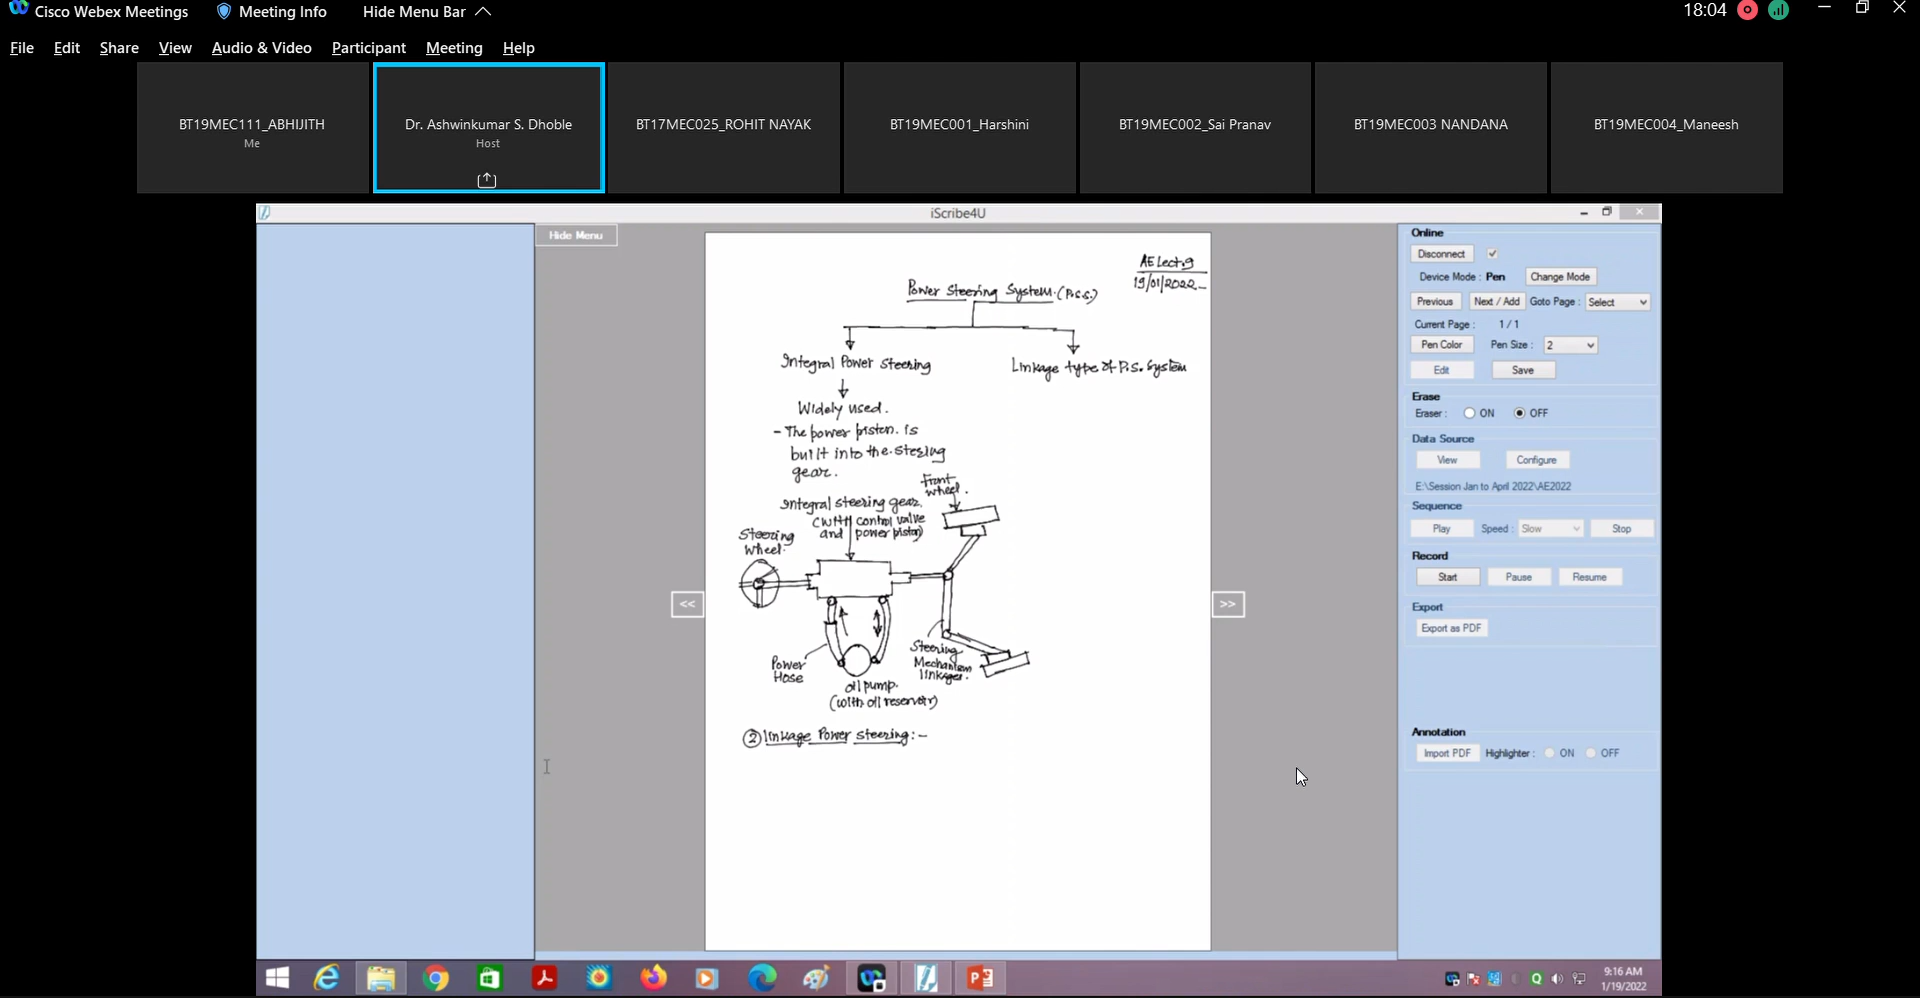 Cisco Webex Meetings
Meeting Info
Hide Menu Bar
18:04
File Edit Share View Audio & Video Participant Meeting Help
BT19MEC111_ABHIJITH
Me
Dr. Ashwinkumar S. Dhoble
Host
BT17MEC025_ROHIT NAYAK
BT19MEC001_Harshini
BT19MEC002_Sai Pranav
BT19MEC003 NANDANA
BT19MEC004_Maneesh
iScribe4U
Hide Menu
AE Lect.9
19/01/2022
Power Steering System. (P.S.S.)
Integral Power Steering
Linkage type of P.S. System
Widely used.
- The power piston. is
built into the steering
gear.
Front
wheel.
Integral steering gear.
(With control valve
and power piston)
Steering
wheel.
Power
Hose
oil pump.
(with oil reservoir)
Steering
Mechanism
linkages.
② linkage Power steering:-
<<
>>
Online
Disconnect
Device Mode : Pen Change Mode
Previous Next / Add Goto Page : Select
Current Page : 1 / 1
Pen Color Pen Size : 2
Edit Save
Erase
Eraser : ON OFF
Data Source
View Configure
E:\Session Jan to April 2022\AE2022
Sequence
Play Speed : Slow Stop
Record
Start Pause Resume
Export
Export as PDF
Annotation
Import PDF Highlighter : ON OFF
9:16 AM
1/19/2022